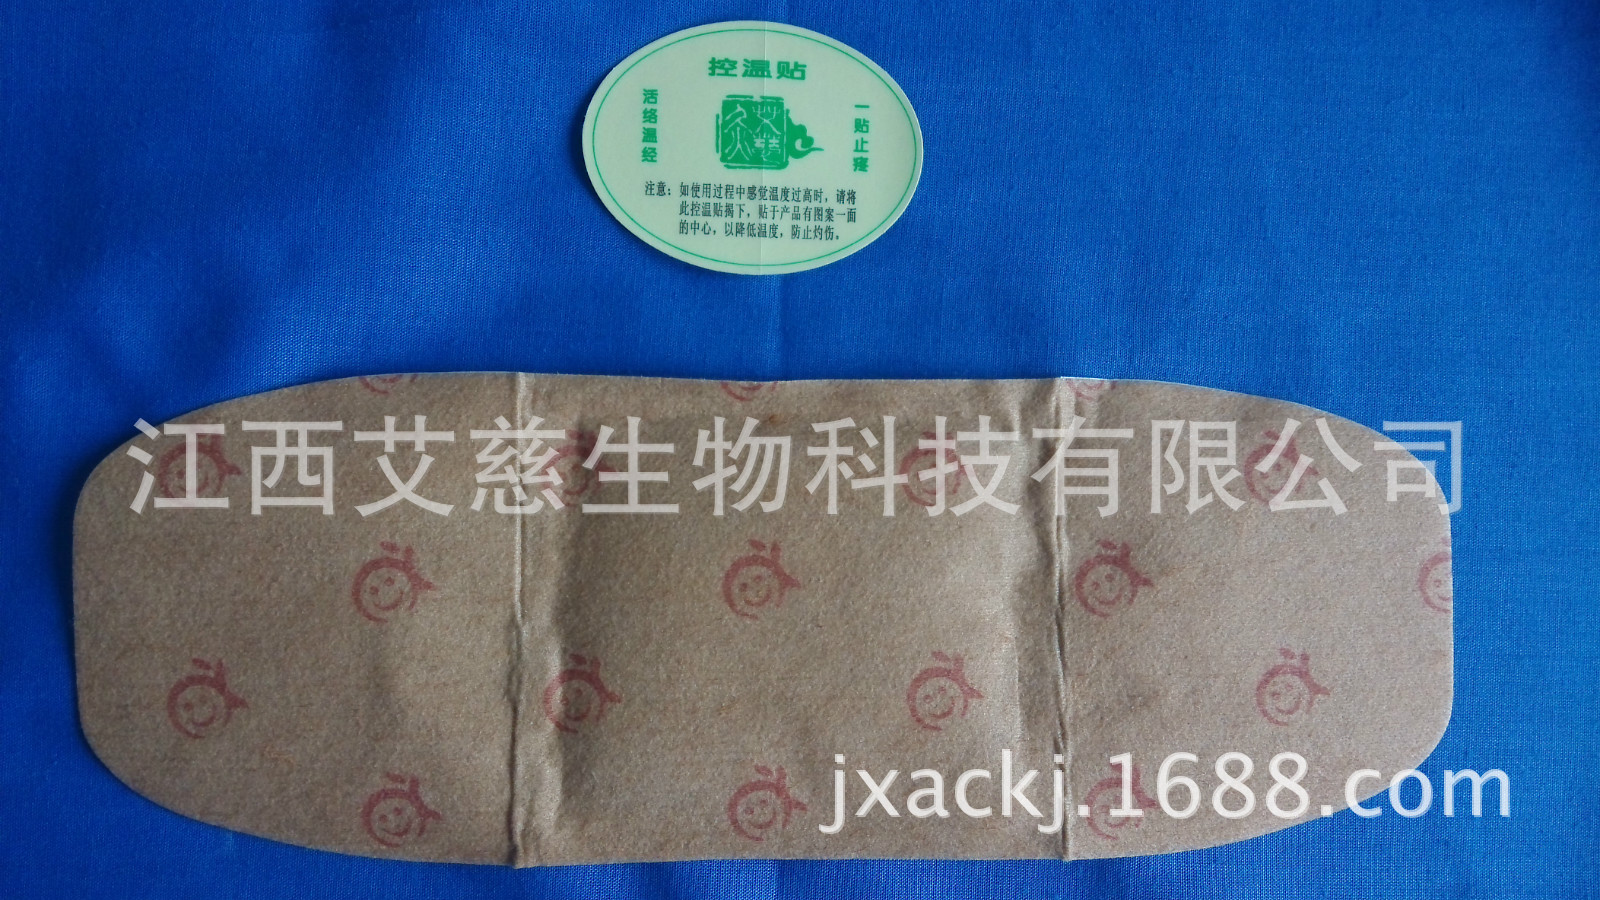 控温贴
活络温经
一贴止疼
注意：如使用过程中感觉温度过高时，请将
此控温贴揭下，贴于产品有图案一面
的中心，以降低温度，防止灼伤。
江西艾慈生物科技有限公司
jxackj.1688.com